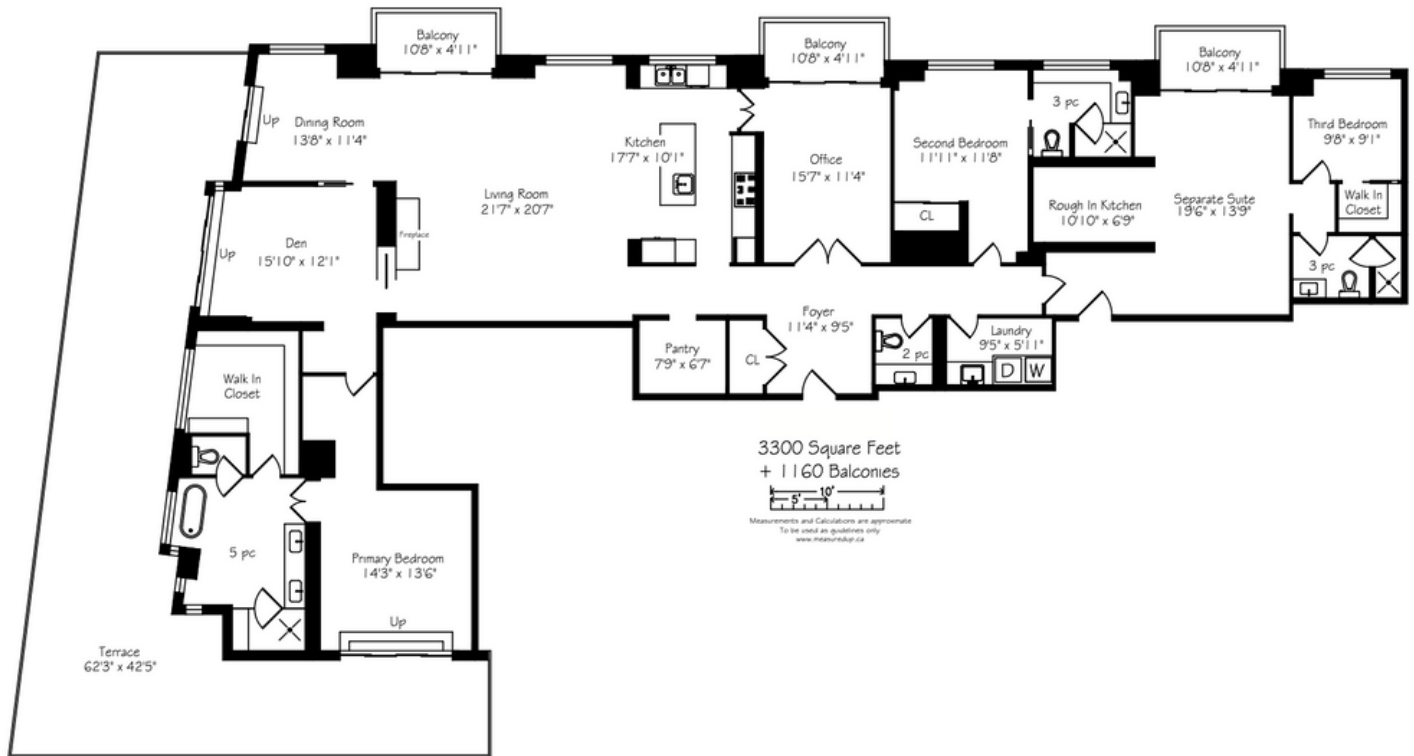 Balcony
10'8" x 4'11"
Balcony
10'8" x 4'11"
Balcony
10'8" x 4'11"
Up
Dining Room
13'8" x 11'4"
Kitchen
17'7" x 10'1"
Office
15'7" x 11'4"
Second Bedroom
11'11" x 11'8"
3 pc
Third Bedroom
9'8" x 9'1"
Living Room
21'7" x 20'7"
CL
Rough In Kitchen
10'10" x 6'9"
Separate Suite
19'6" x 13'9"
Walk In
Closet
Up
Den
15'10" x 12'1"
Fireplace
3 pc
Foyer
11'4" x 9'5"
Pantry
7'9" x 6'7"
CL
2 pc
Laundry
9'5" x 5'11"
D
W
Walk In
Closet
3300 Square Feet
+ 1160 Balconies
10'
5'
Measurements and Calculations are approximate
To be used as guidelines only
www.measuredup.ca
5 pc
Primary Bedroom
14'3" x 13'6"
Up
Terrace
62'3" x 42'5"